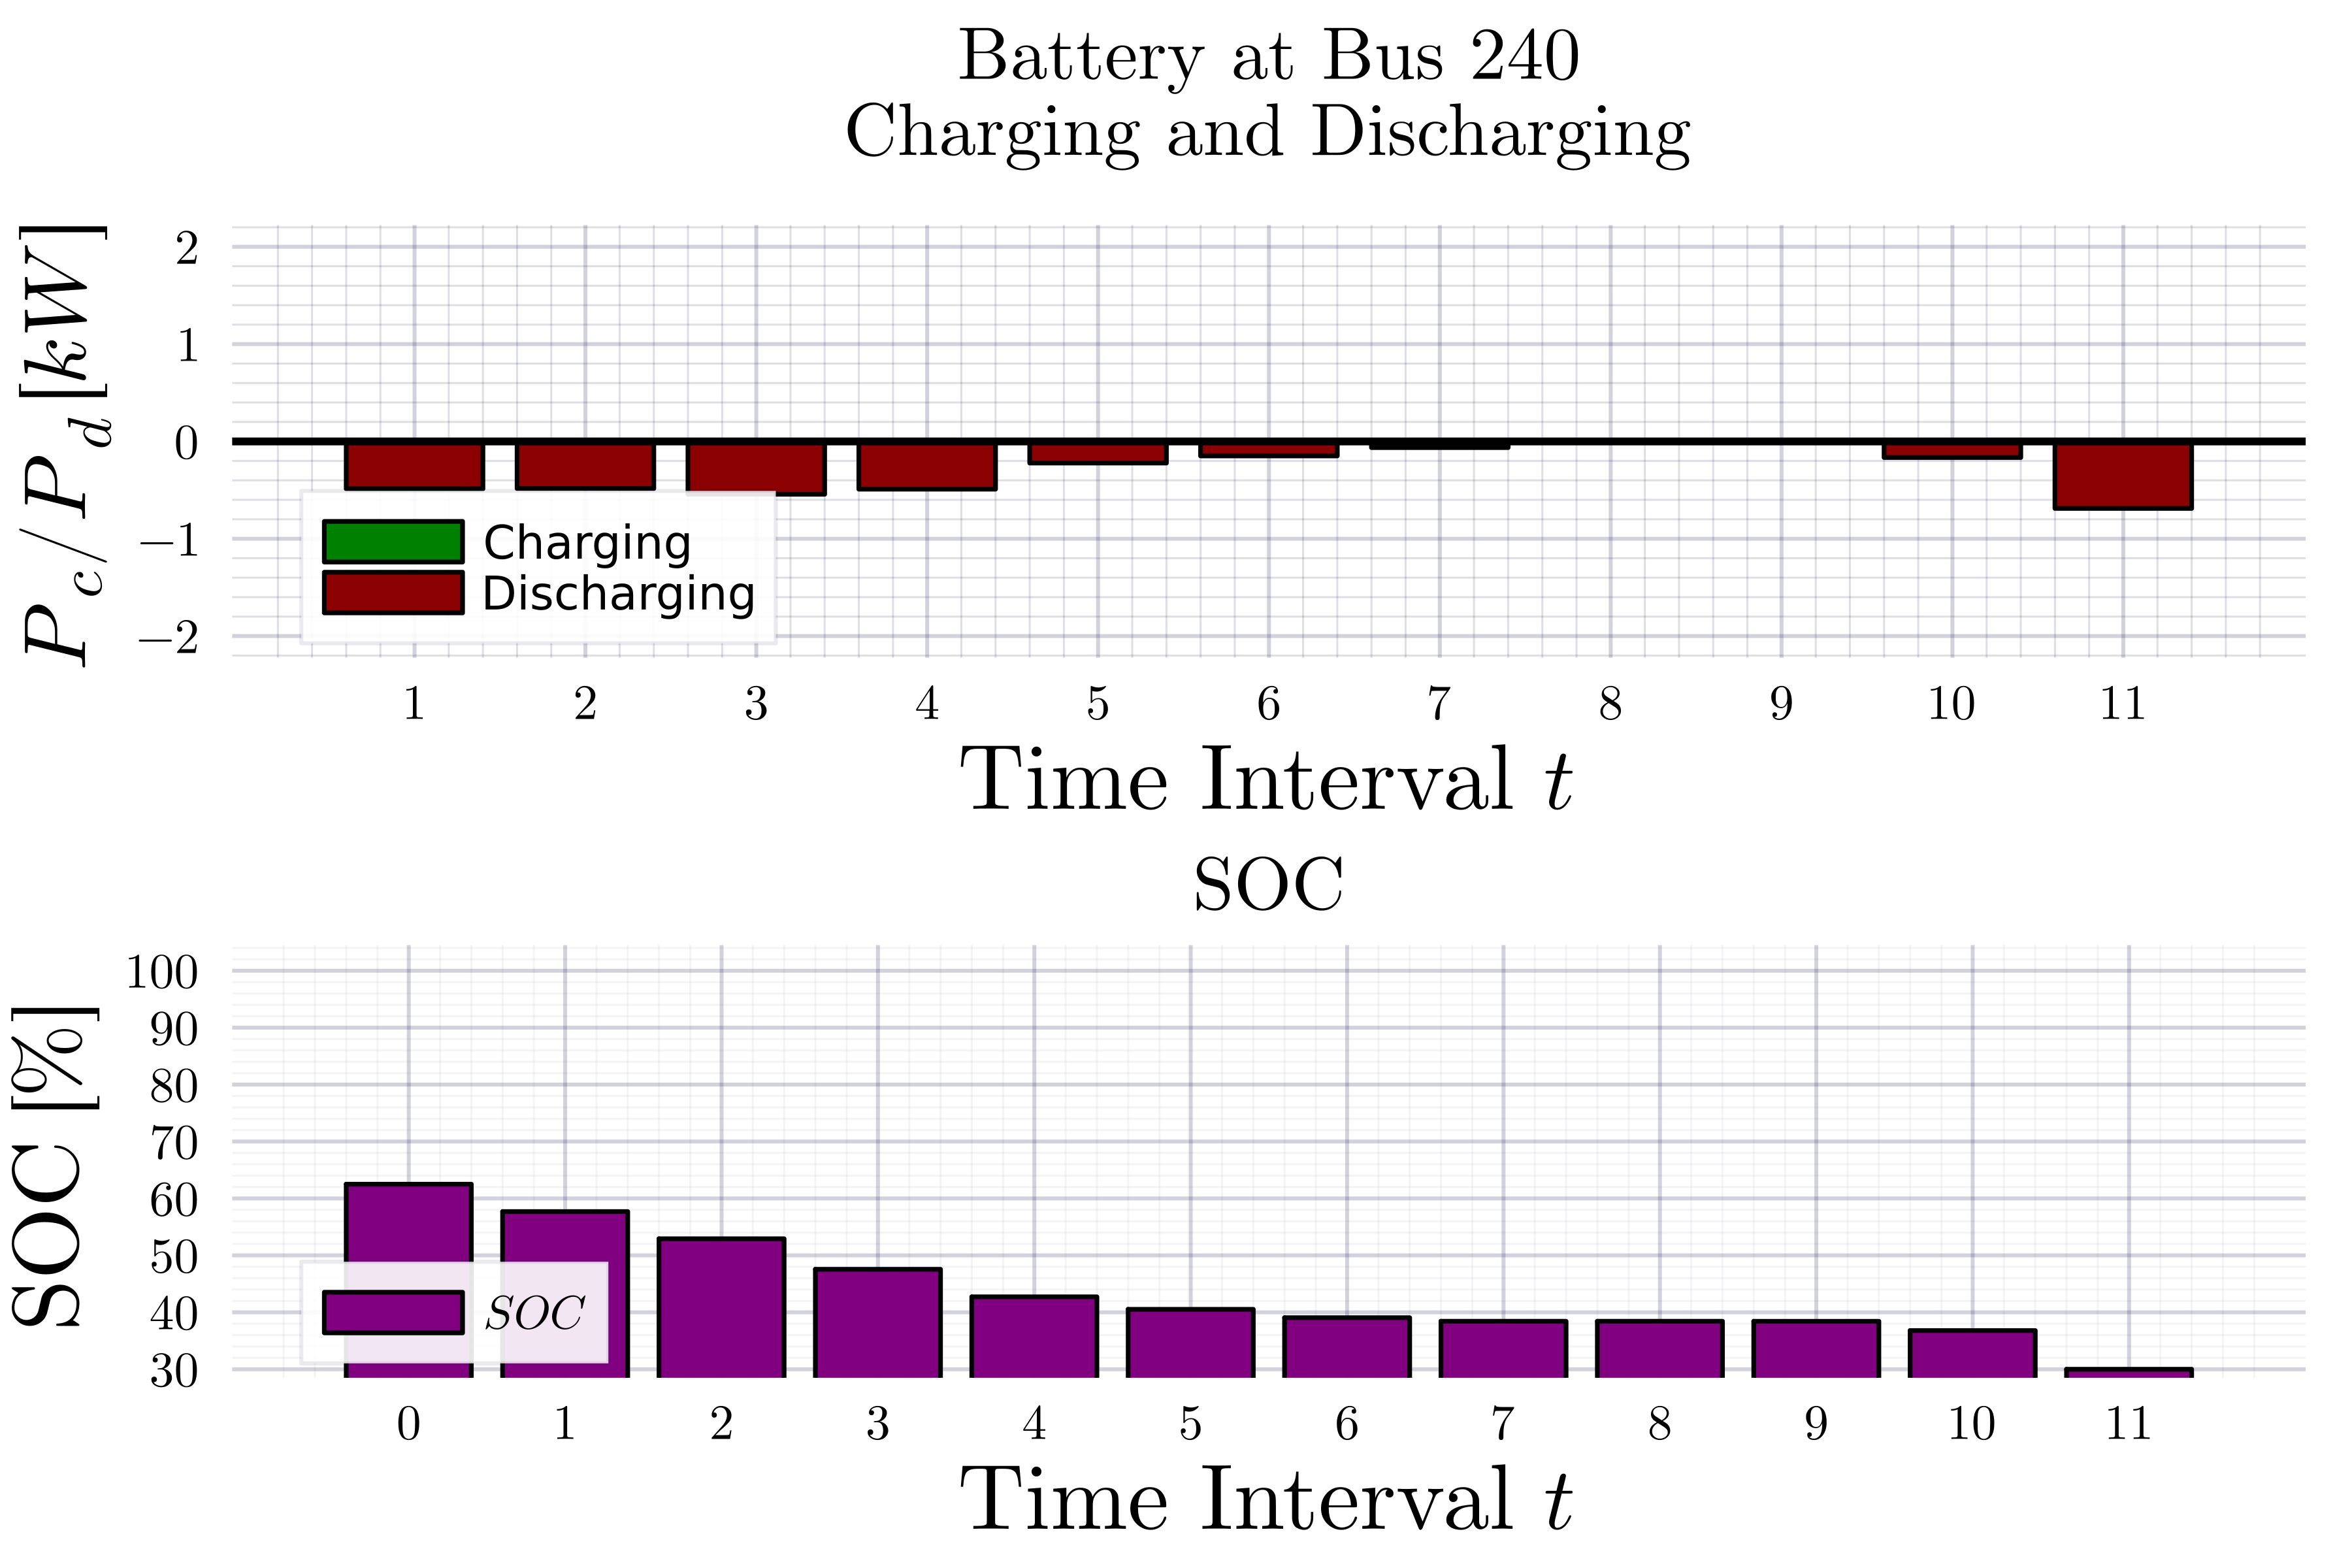 Battery at Bus 240
Charging and Discharging
P_c/P_d [kW]
2
1
0
−1
−2
Charging
Discharging
1 2 3 4 5 6 7 8 9 10 11
Time Interval t
SOC
SOC [%]
100
90
80
70
60
50
40
30
SOC
0 1 2 3 4 5 6 7 8 9 10 11
Time Interval t